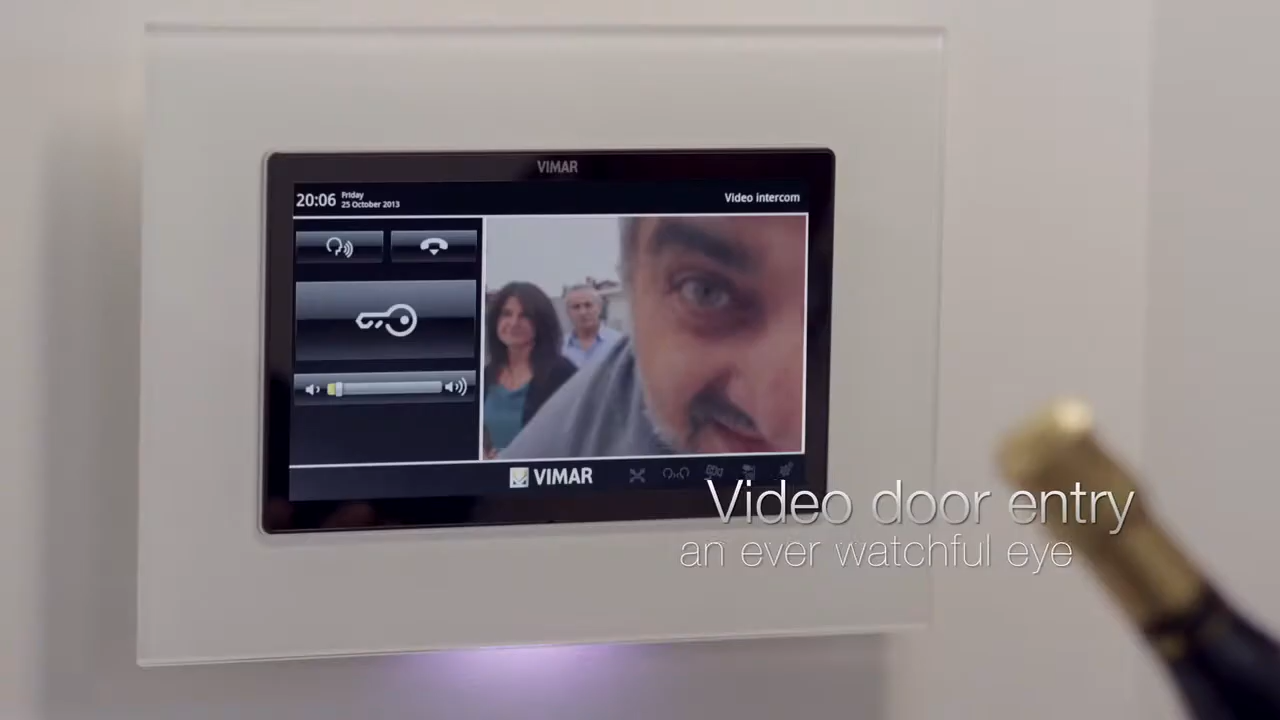 VIMAR
20:06
Friday
25 October 2013
Video intercom
VIMAR
Video door entry
an ever watchful eye